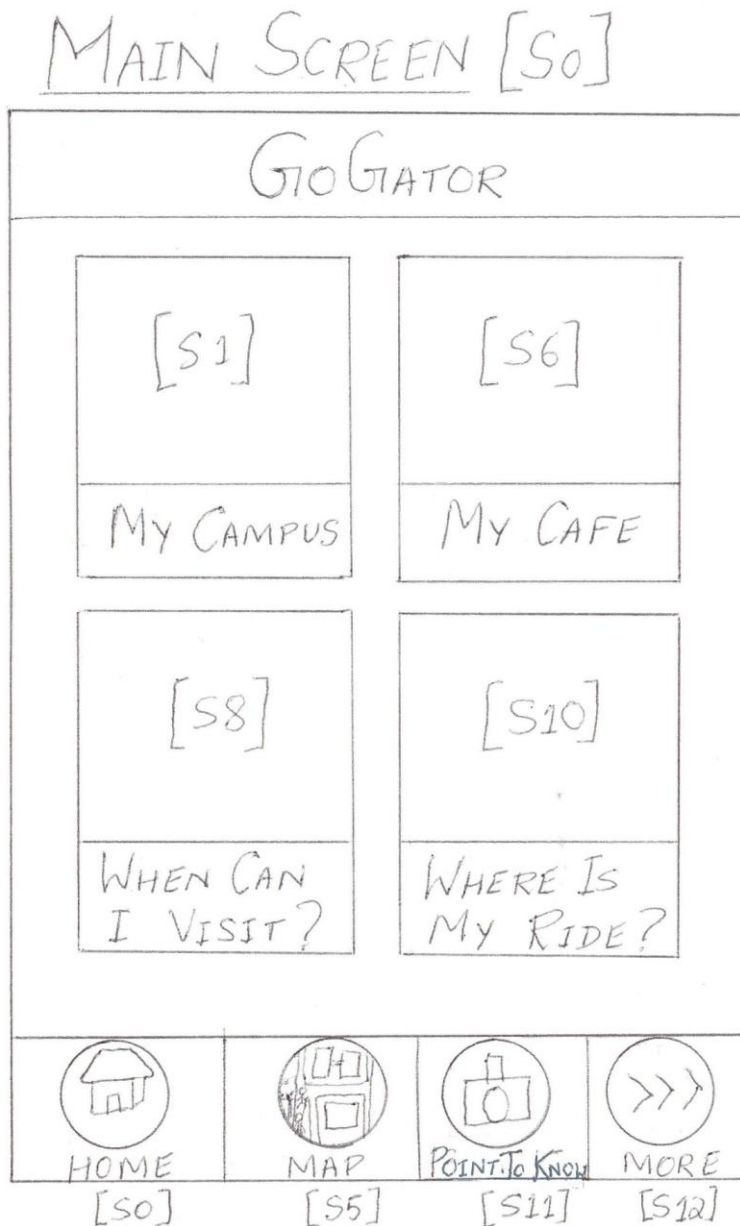 MAIN SCREEN [S0]
GOGATOR
[S1] [S6]
MY CAMPUS MY CAFE
[S8] [S10]
WHEN CAN WHERE IS
I VISIT? MY RIDE?
HOME MAP POINT.TO KNOW MORE
[S0] [S5] [S11] [S12]